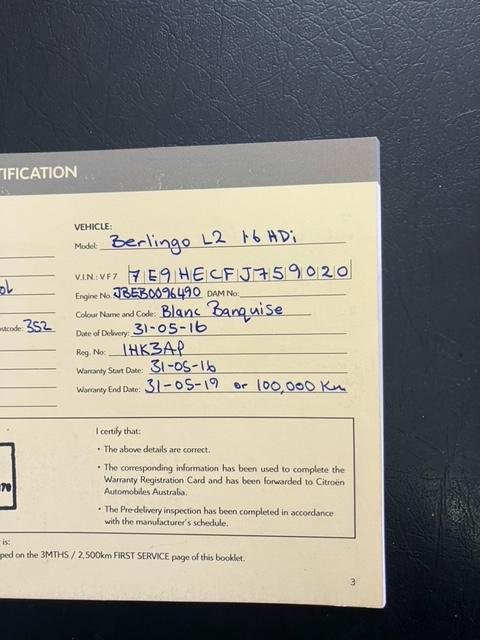 TIFICATION
VEHICLE:
Model: Berlingo L2 1.6 HDi
V.I.N.: V F 7 7E9HECFJ759020
Engine No. JBEB0096490 DAM No:
Colour Name and Code: Blanc Banquise
Date of Delivery: 31-05-16
Reg. No: 1HK3AP
Warranty Start Date: 31-05-16
Warranty End Date: 31-05-19 or 100,000 Km
ol
ostcode: 352
I certify that:
• The above details are correct.
• The corresponding information has been used to complete the
Warranty Registration Card and has been forwarded to Citroën
Automobiles Australia.
• The Pre-delivery inspection has been completed in accordance
with the manufacturer's schedule.
70
is:
ped on the 3MTHS / 2,500km FIRST SERVICE page of this booklet.
3